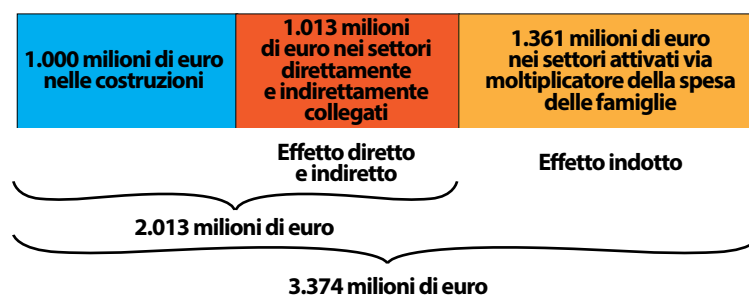 1.000 milioni di euro
nelle costruzioni
1.013 milioni
di euro nei settori
direttamente
e indirettamente
collegati
1.361 milioni di euro
nei settori attivati via
moltiplicatore della spesa
delle famiglie
Effetto diretto
e indiretto
Effetto indotto
2.013 milioni di euro
3.374 milioni di euro